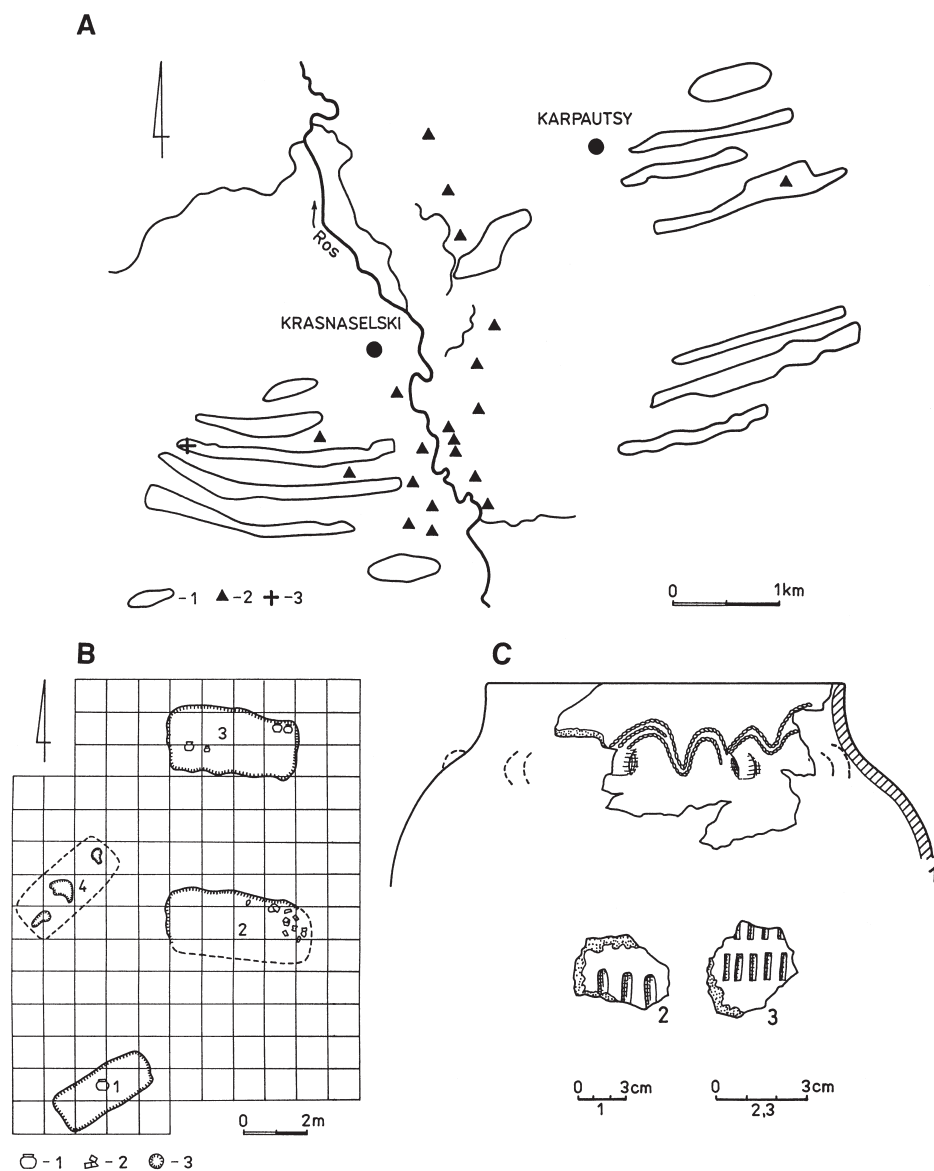 A
KARPAUTSY
Ros
KRASNASELSKI
-1 -2 -3
0 1km
B
3
4
2
1
0 2m
-1 -2 -3
C
2
3
0 3cm
1
0 3cm
2,3